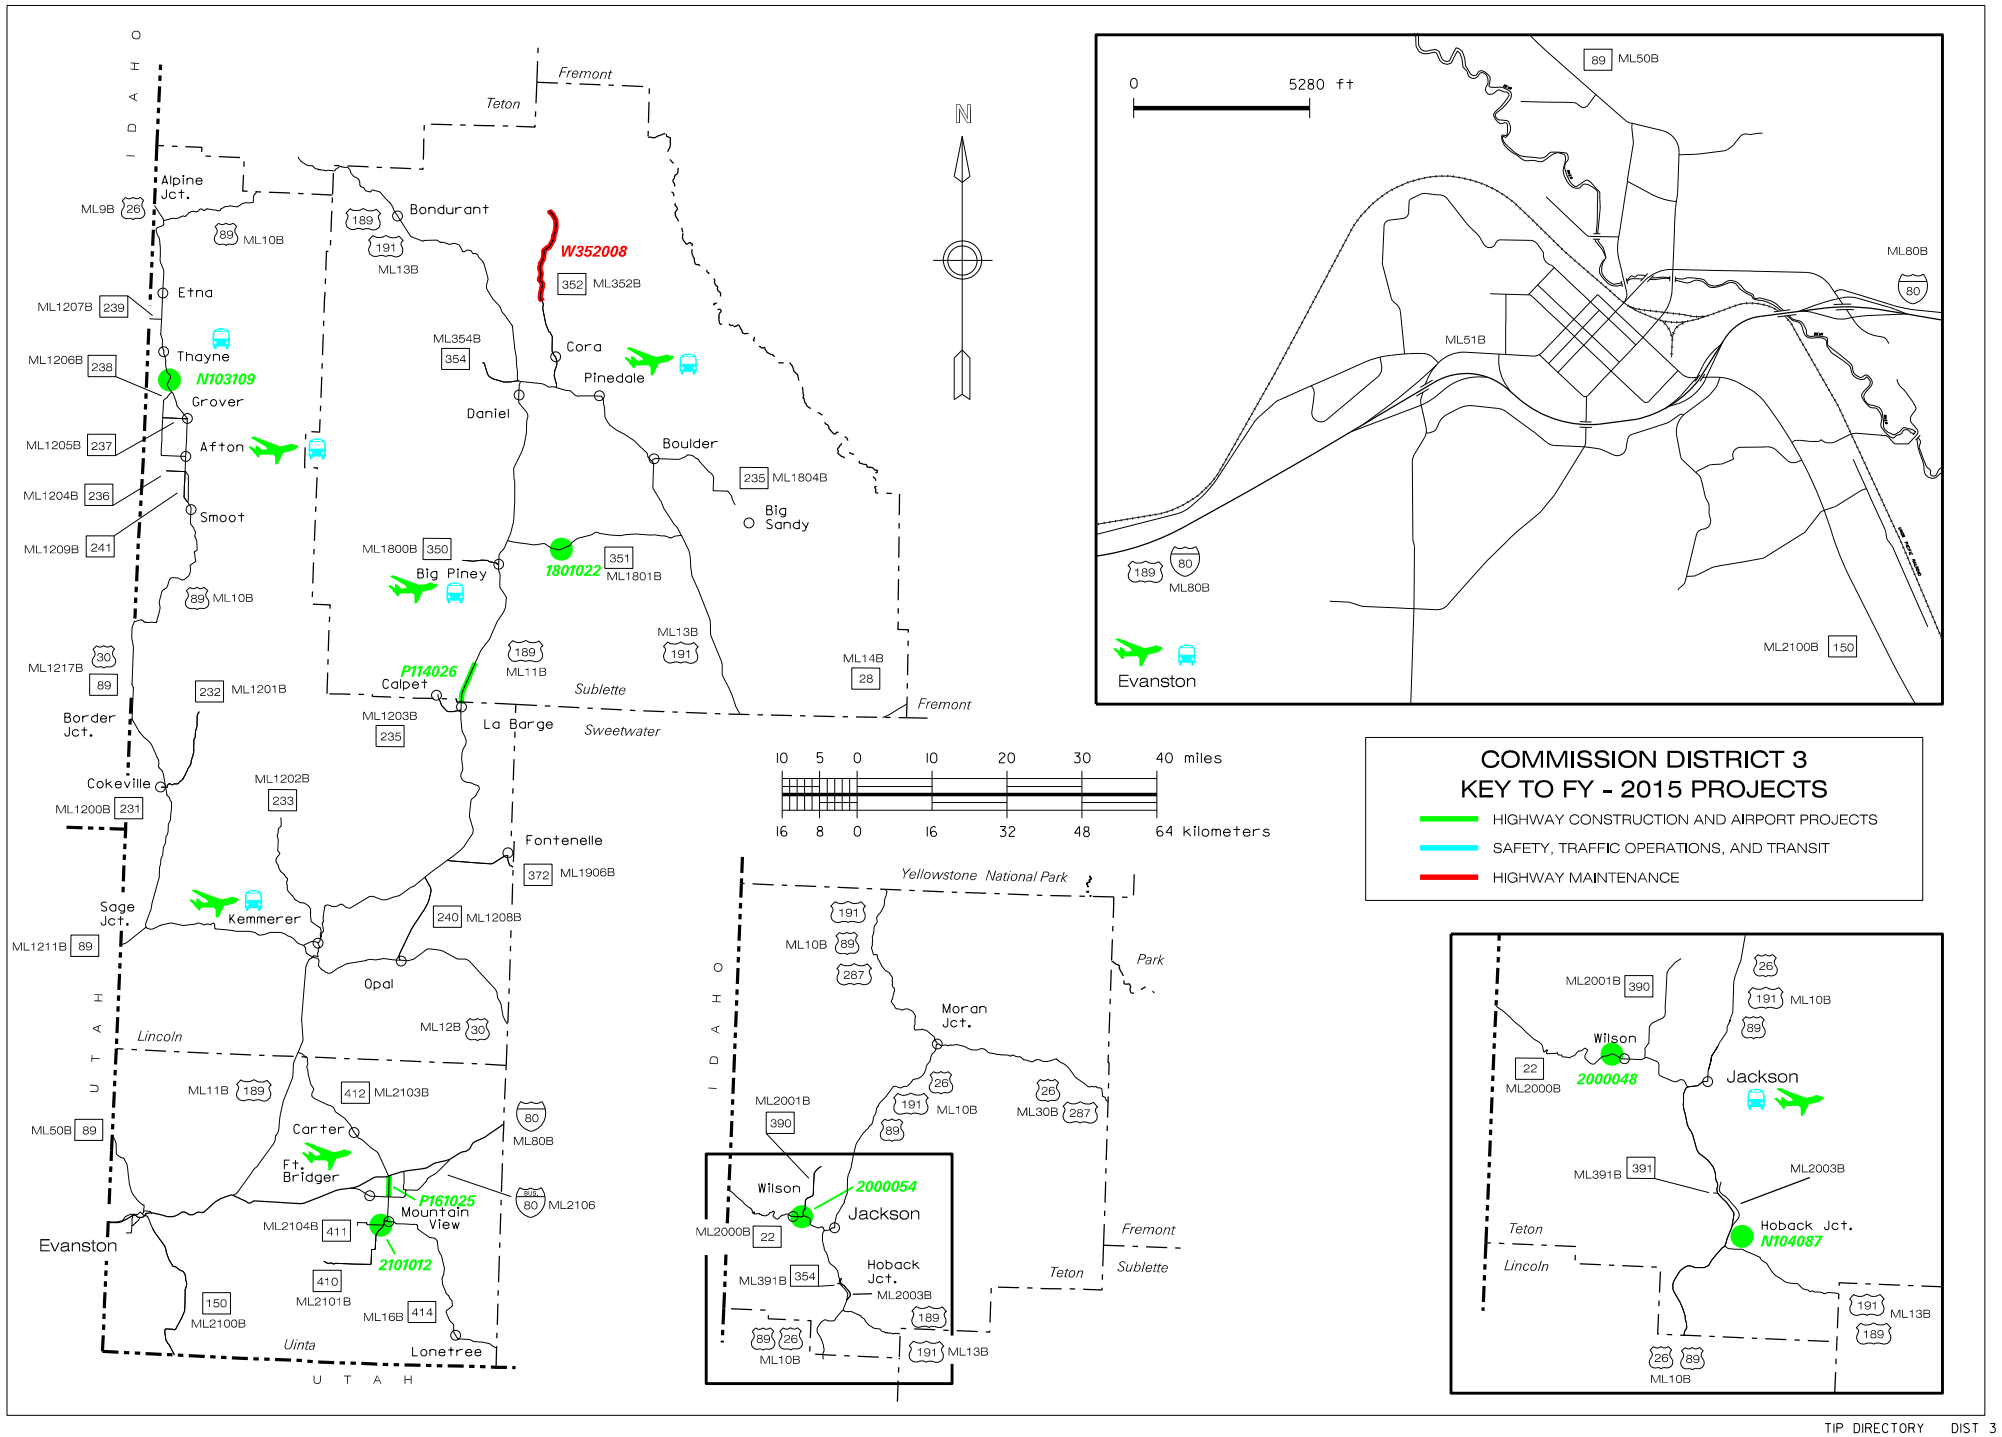 IDAHO
Fremont
Teton
Alpine
Jct.
ML9B 26
89 ML10B
189
191
ML13B
Bondurant
W352008
352 ML352B
Etna
ML1207B 239
Thayne
ML1206B 238
N103109
Grover
ML1205B 237
Afton
ML1204B 236
Smoot
ML1209B 241
ML354B
354
Cora
Pinedale
Daniel
Boulder
235 ML1804B
Big
Sandy
ML1800B 350
Big Piney
1801022
351
ML1801B
89 ML10B
30
ML1217B
89
232 ML1201B
Border
Jct.
P114026
Calpet
189
ML11B
ML13B
191
ML14B
28
Sublette
Fremont
ML1203B
235
La Barge
Sweetwater
Cokeville
ML1200B 231
ML1202B
233
Fontenelle
372 ML1906B
Sage
Jct.
Kemmerer
240 ML1208B
ML1211B 89
Opal
ML12B 30
UTAH
Lincoln
ML11B 189
412 ML2103B
ML50B 89
Carter
80
ML80B
Ft.
Bridger
P161025
BUS.
80 ML2106
Mountain
View
ML2104B
411
Evanston
2101012
410
ML2101B
150
ML2100B
ML16B 414
Uinta
Lonetree
UTAH
N
0 5280 ft
89 ML50B
ML80B
80
ML51B
189
80
ML80B
UNION PACIFIC RAILROAD
ML2100B 150
Evanston
10 5 0 10 20 30 40 miles
16 8 0 16 32 48 64 kilometers
COMMISSION DISTRICT 3
KEY TO FY - 2015 PROJECTS
HIGHWAY CONSTRUCTION AND AIRPORT PROJECTS
SAFETY, TRAFFIC OPERATIONS, AND TRANSIT
HIGHWAY MAINTENANCE
Yellowstone National Park
191
ML10B 89
287
Park
IDAHO
Moran
Jct.
26
191 ML10B
89
26
ML30B
287
ML2001B
390
Wilson
2000054
Jackson
ML2000B
22
Fremont
Sublette
Teton
Hoback
Jct.
ML391B 354
ML2003B
189
89 26
ML10B
191 ML13B
ML2001B
390
26
191 ML10B
89
Wilson
22
ML2000B
2000048
Jackson
ML391B 391
ML2003B
Hoback Jct.
N104087
Teton
Lincoln
191
ML13B
189
26 89
ML10B
TIP DIRECTORY DIST 3